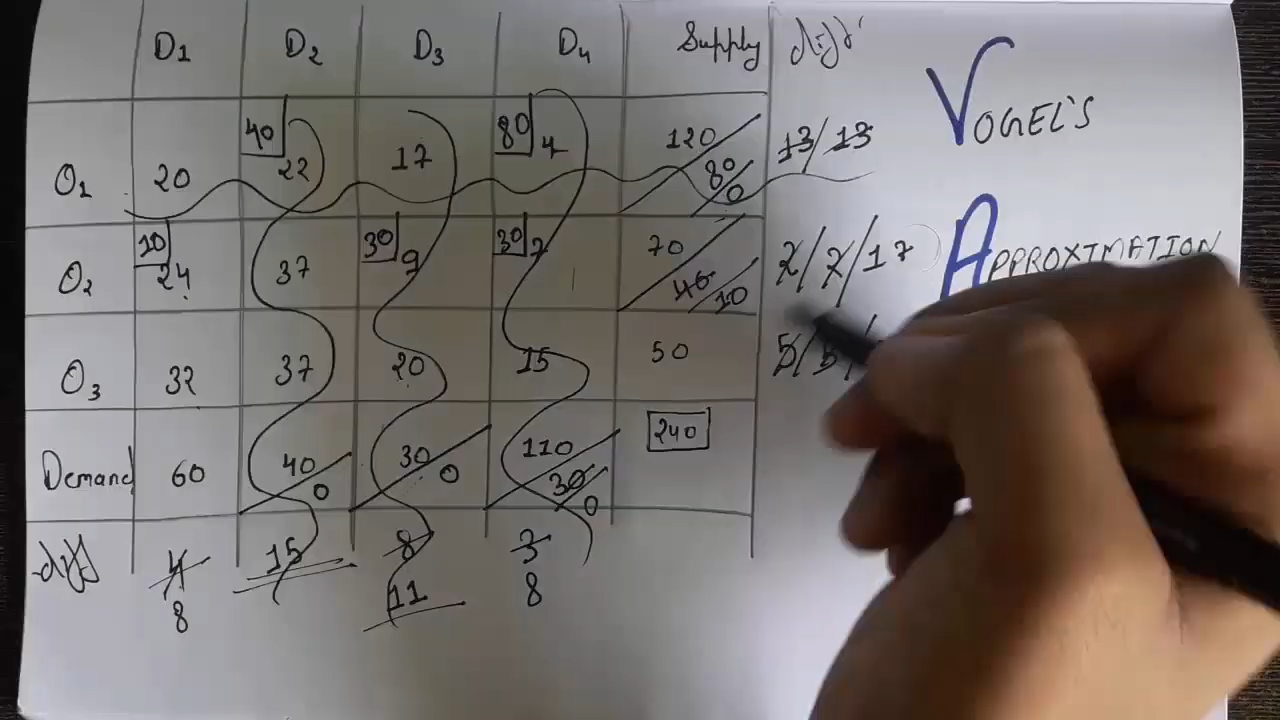 D1 D2 D3 D4 Supply diff
40 80 120 13/13
O1 20 22 17 4 80 0
10 30 30 70 2/2/17
O2 24 37 9 7 40 10
O3 32 37 20 15 50 5/5/
Demand 60 40 30 110 240
0 0 30 0
diff 4 15 8 3
8 11 8
VOGEL'S
APPROXIMATION